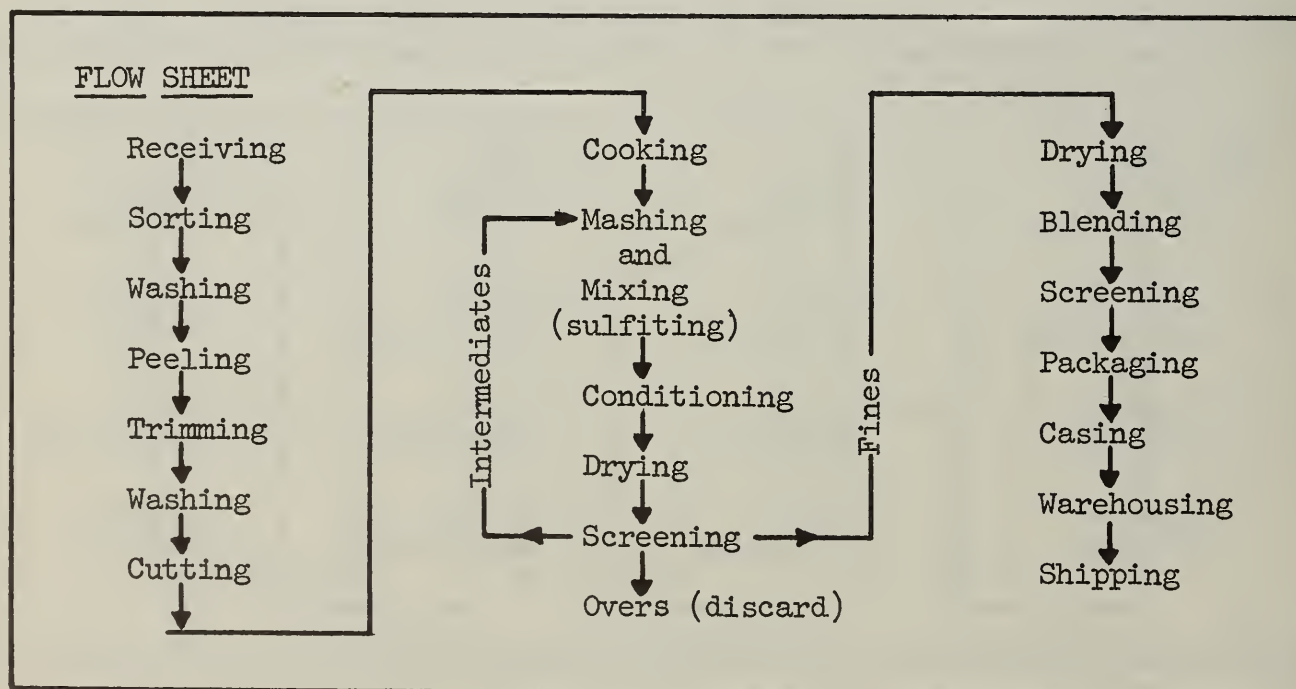 FLOW SHEET
Receiving
Sorting
Washing
Peeling
Trimming
Washing
Cutting
Cooking
Mashing
and
Mixing
(sulfiting)
Conditioning
Drying
Screening
Overs (discard)
Intermediates
Fines
Drying
Blending
Screening
Packaging
Casing
Warehousing
Shipping